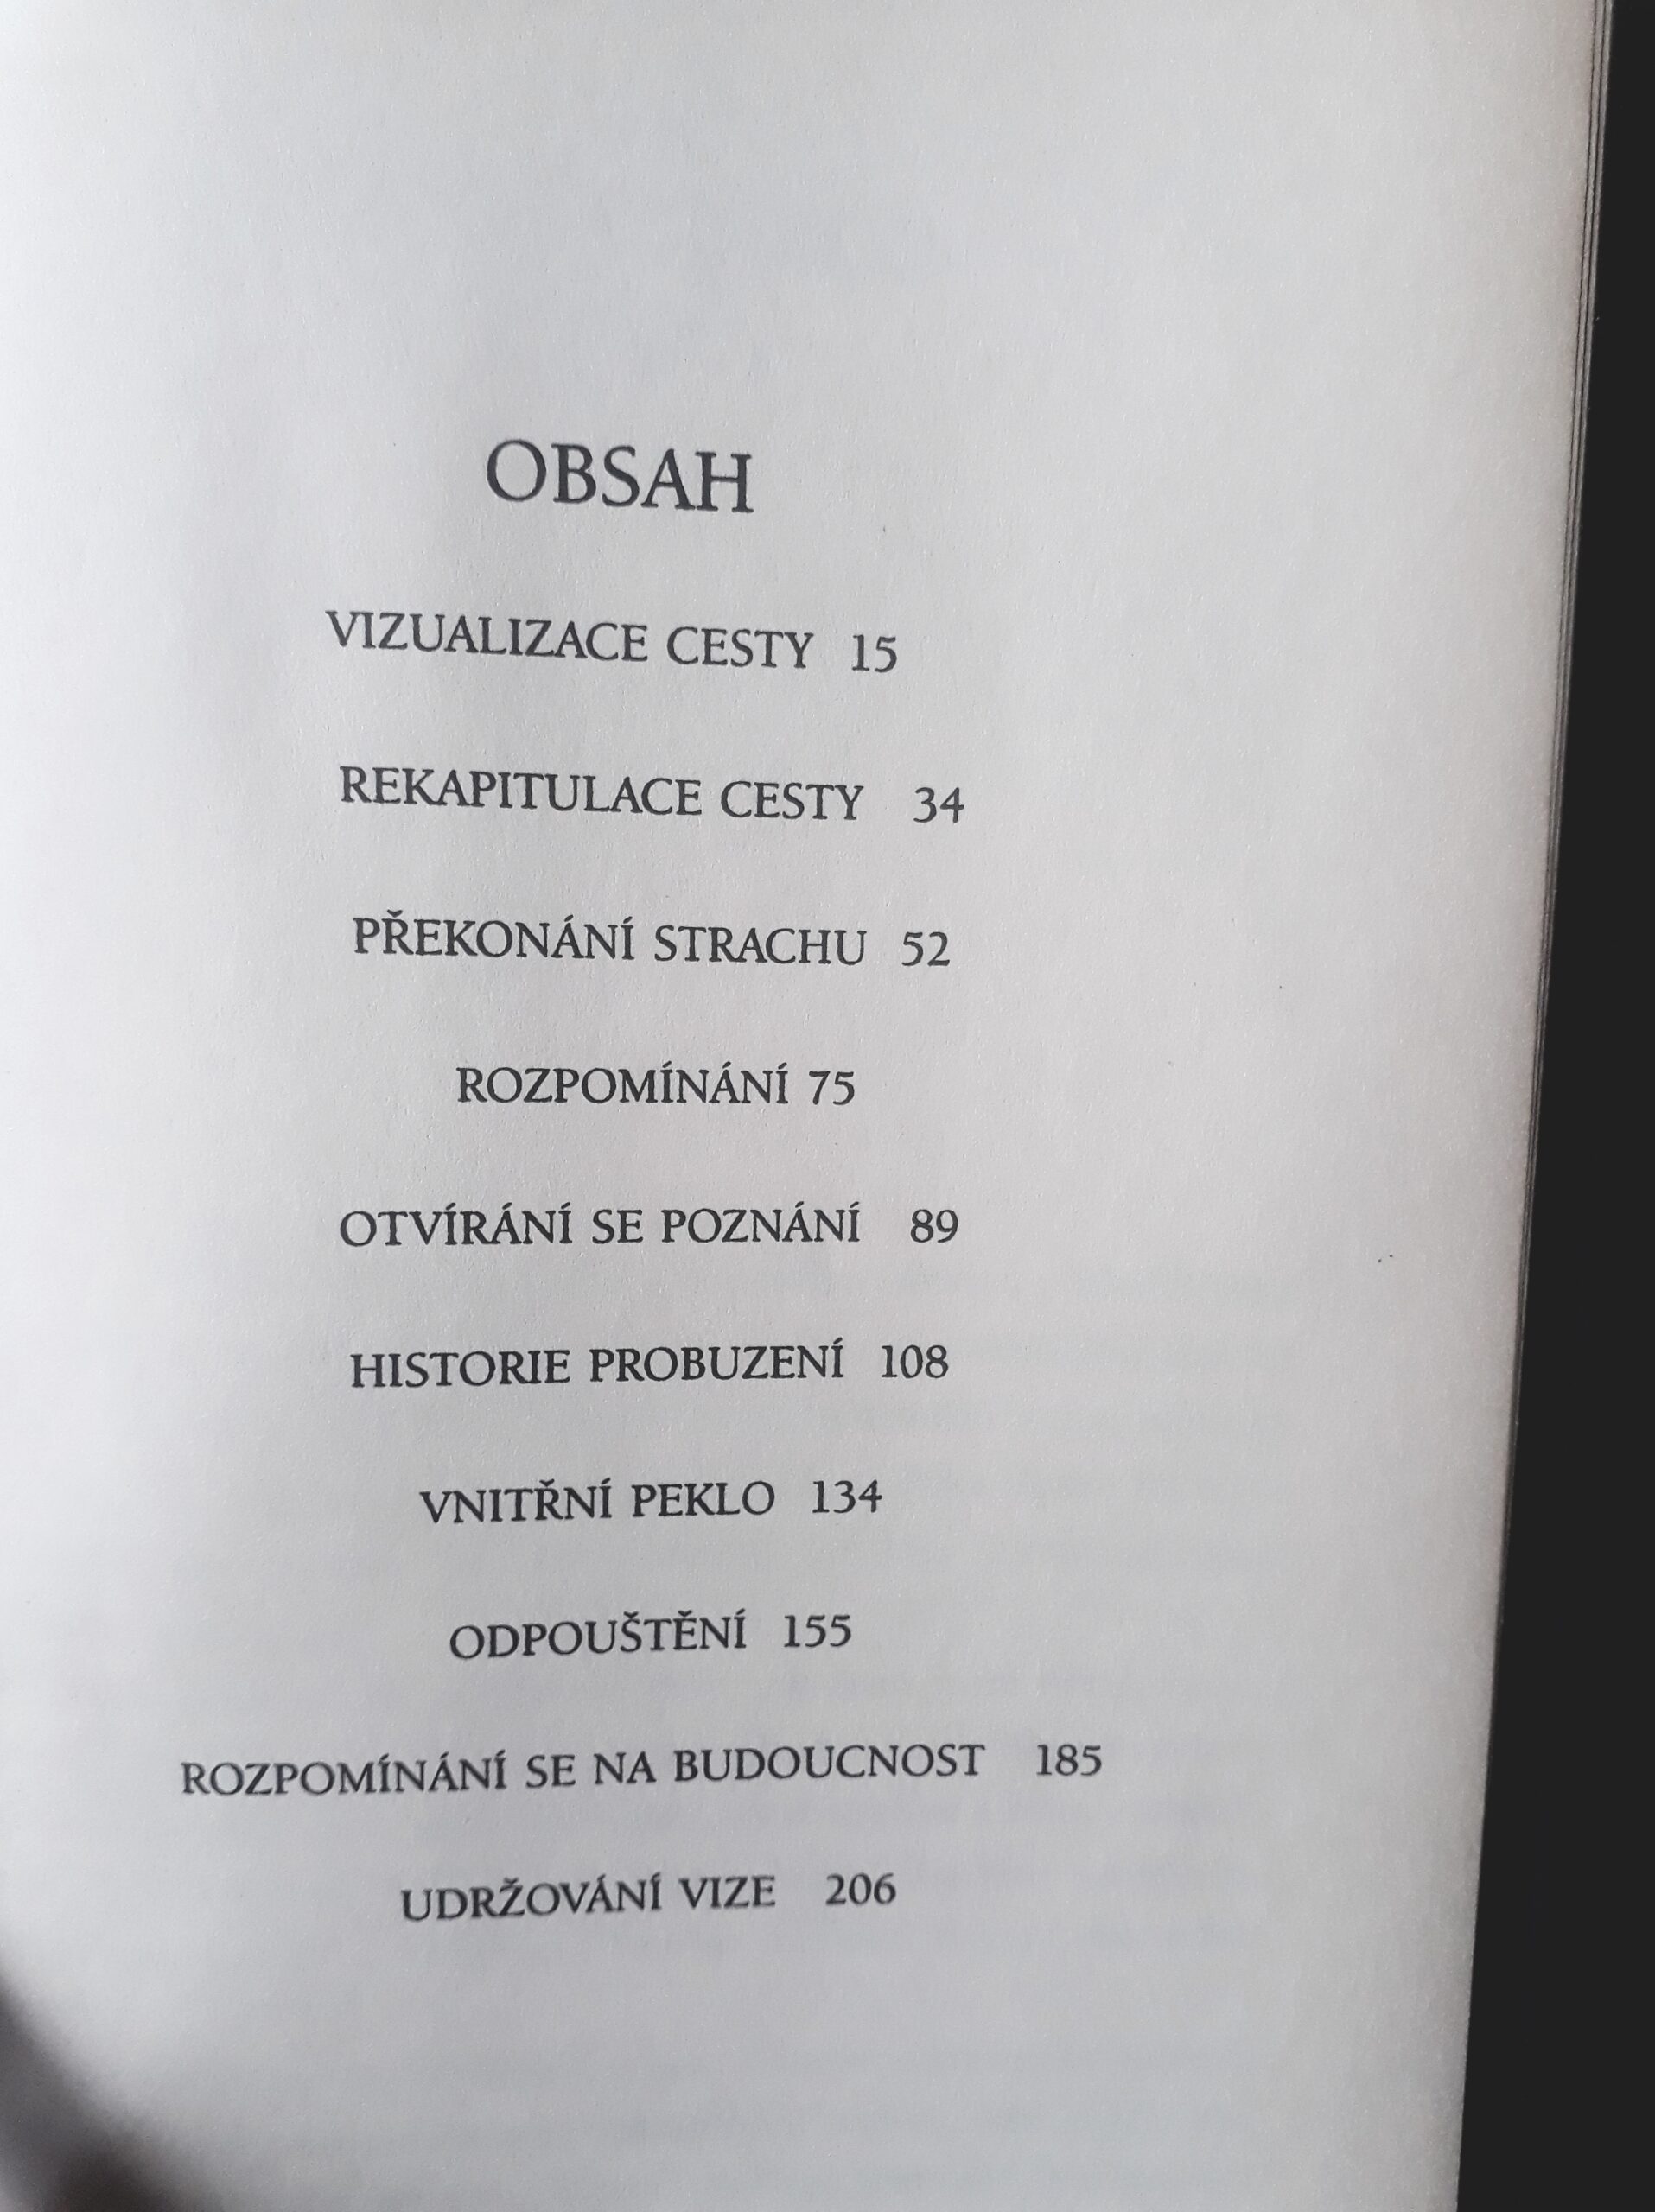 OBSAH
VIZUALIZACE CESTY 15
REKAPITULACE CESTY 34
PŘEKONÁNÍ STRACHU 52
ROZPOMÍNÁNÍ 75
OTVÍRÁNÍ SE POZNÁNÍ 89
HISTORIE PROBUZENÍ 108
VNITŘNÍ PEKLO 134
ODPOUŠTĚNÍ 155
ROZPOMÍNÁNÍ SE NA BUDOUCNOST 185
UDRŽOVÁNÍ VIZE 206